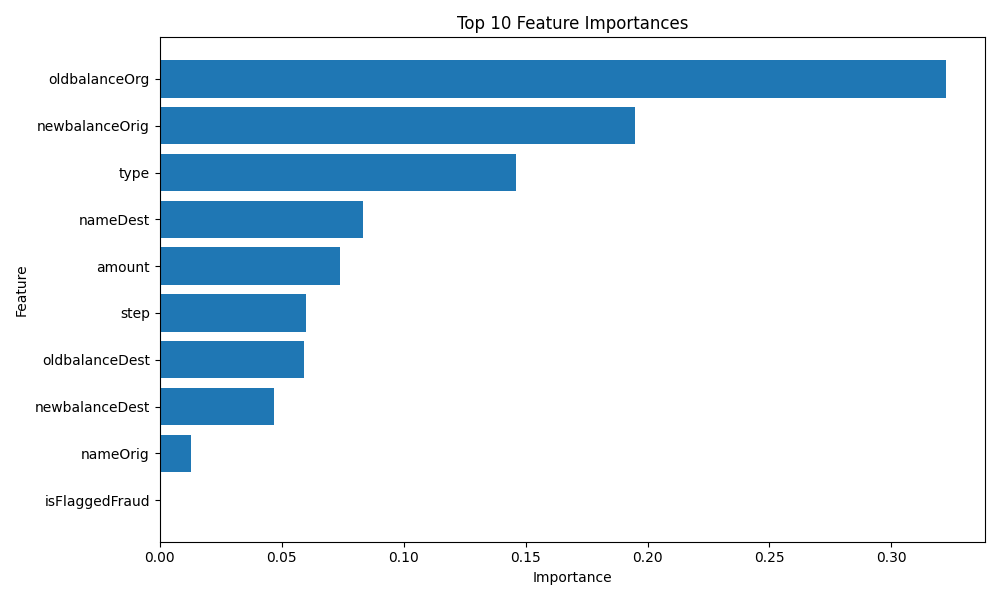 Top 10 Feature Importances
Feature
oldbalanceOrg
newbalanceOrig
type
nameDest
amount
step
oldbalanceDest
newbalanceDest
nameOrig
isFlaggedFraud
0.00 0.05 0.10 0.15 0.20 0.25 0.30
Importance